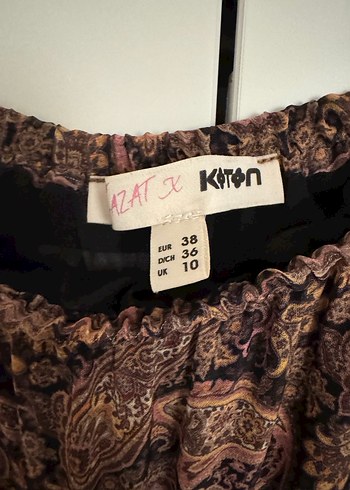 AZAT X KOTON
EUR 38
D/CH 36
UK 10